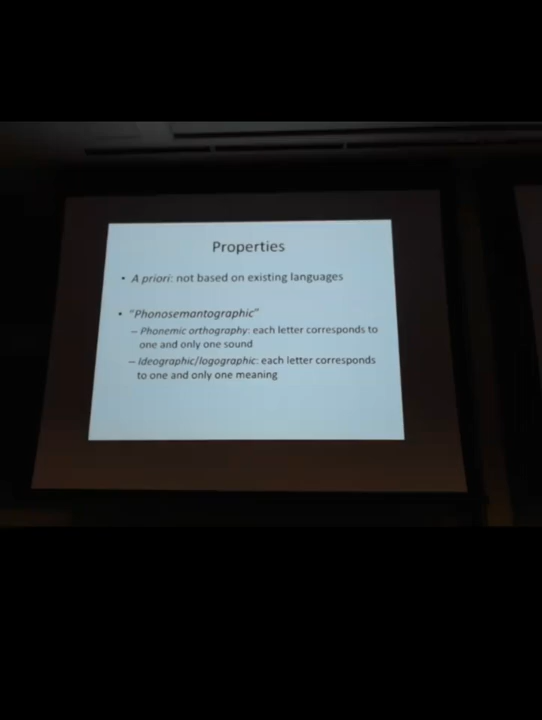 Properties
• A priori: not based on existing languages
• "Phonosemantographic"
– Phonemic orthography: each letter corresponds to
one and only one sound
– Ideographic/logographic: each letter corresponds
to one and only one meaning